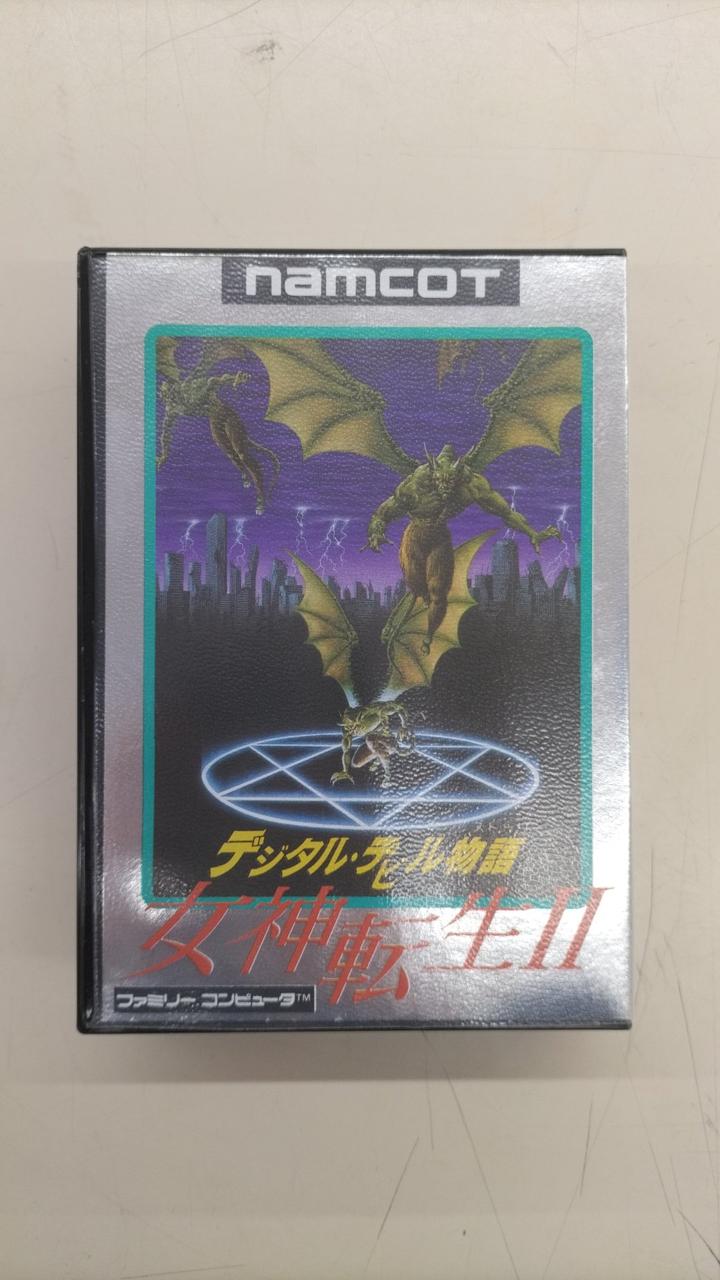 namcot
デジタル・デビル物語
女神転生II
ファミリーコンピュータ™